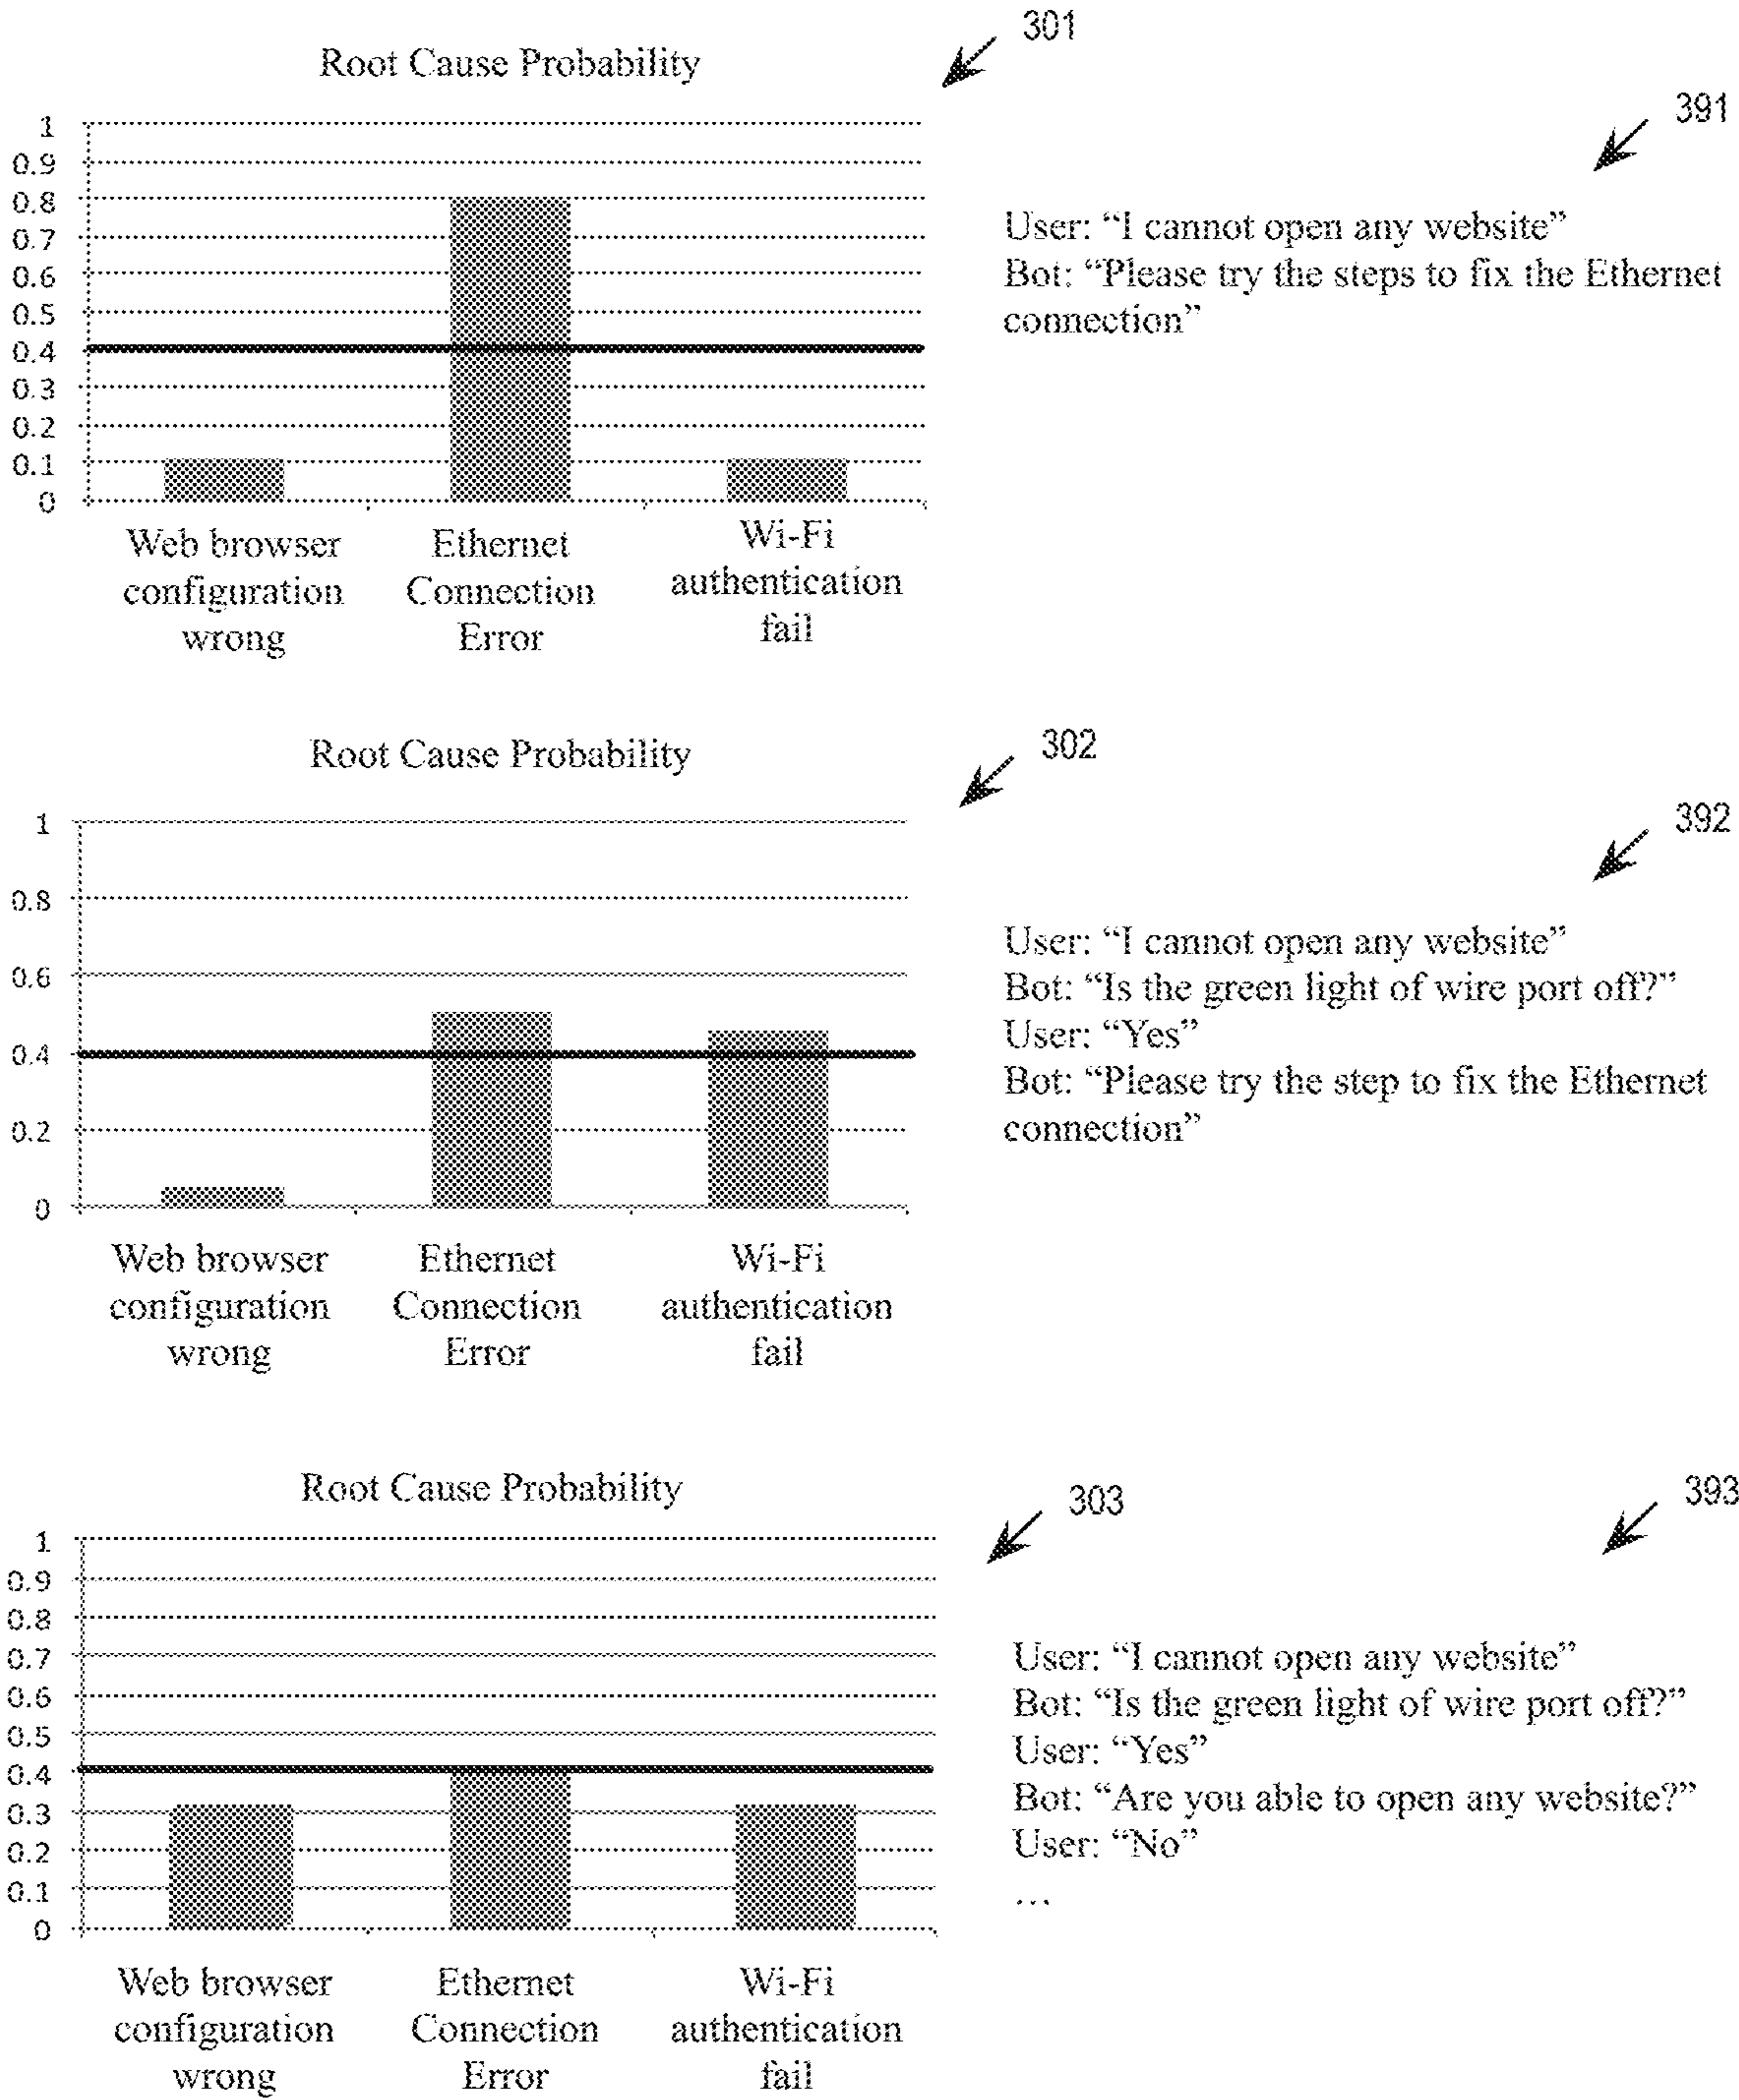 301
Root Cause Probability
391
1
0.9
0.8
0.7
0.6
0.5
0.4
0.3
0.2
0.1
0
User: “I cannot open any website”
Bot: “Please try the steps to fix the Ethernet
connection”
Web browser
configuration
wrong
Ethernet
Connection
Error
Wi-Fi
authentication
fail
302
Root Cause Probability
392
1
0.8
0.6
0.4
0.2
0
User: “I cannot open any website”
Bot: “Is the green light of wire port off?”
User: “Yes”
Bot: “Please try the step to fix the Ethernet
connection”
Web browser
configuration
wrong
Ethernet
Connection
Error
Wi-Fi
authentication
fail
Root Cause Probability
303
393
1
0.9
0.8
0.7
0.6
0.5
0.4
0.3
0.2
0.1
0
User: “I cannot open any website”
Bot: “Is the green light of wire port off?”
User: “Yes”
Bot: “Are you able to open any website?”
User: “No”
…
Web browser
configuration
wrong
Ethernet
Connection
Error
Wi-Fi
authentication
fail